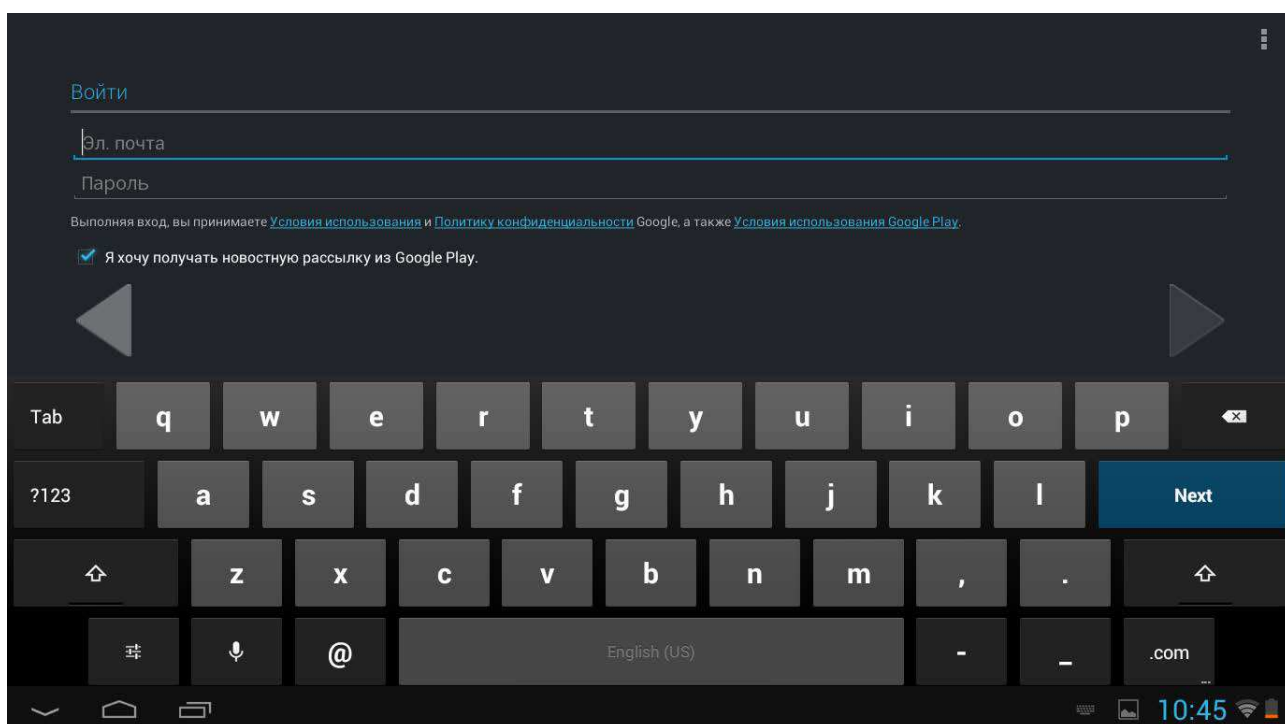 Войти
Эл. почта
Пароль
Выполняя вход, вы принимаете Условия использования и Политику конфиденциальности Google, а также Условия использования Google Play.
Я хочу получать новостную рассылку из Google Play.
Tab q w e r t y u i o p
?123 a s d f g h j k l Next
z x c v b n m , .
@ English (US) - _ .com ...
10:45